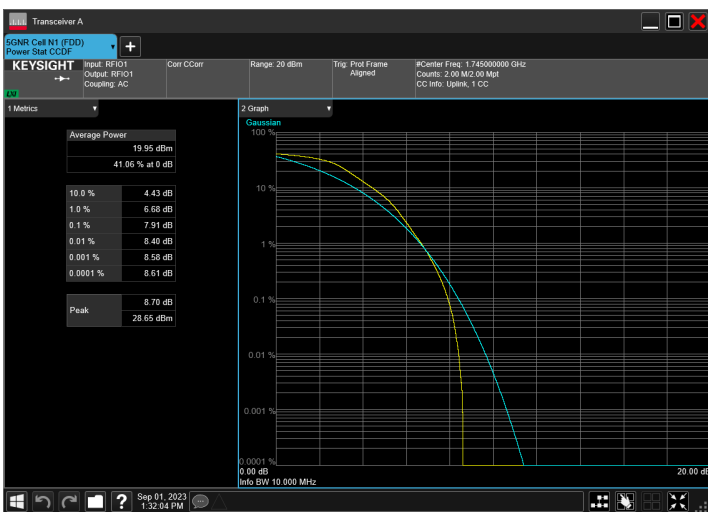 Transceiver A
5GNR Cell N1 (FDD)
Power Stat CCDF
KEYSIGHT
LXI
Input: RFIO1
Output: RFIO1
Coupling: AC
Corr CCorr
Range: 20 dBm
Trig: Prot Frame
Aligned
#Center Freq: 1.745000000 GHz
Counts: 2.00 M/2.00 Mpt
CC Info: Uplink, 1 CC
1 Metrics
Average Power
19.95 dBm
41.06 % at 0 dB
10.0 % 4.43 dB
1.0 % 6.68 dB
0.1 % 7.91 dB
0.01 % 8.40 dB
0.001 % 8.58 dB
0.0001 % 8.61 dB
Peak
8.70 dB
28.65 dBm
2 Graph
Gaussian
100 %
10 %
1 %
0.1 %
0.01 %
0.001 %
0.0001 %
0.00 dB
20.00 dB
Info BW 10.000 MHz
?
Sep 01, 2023
1:32:04 PM